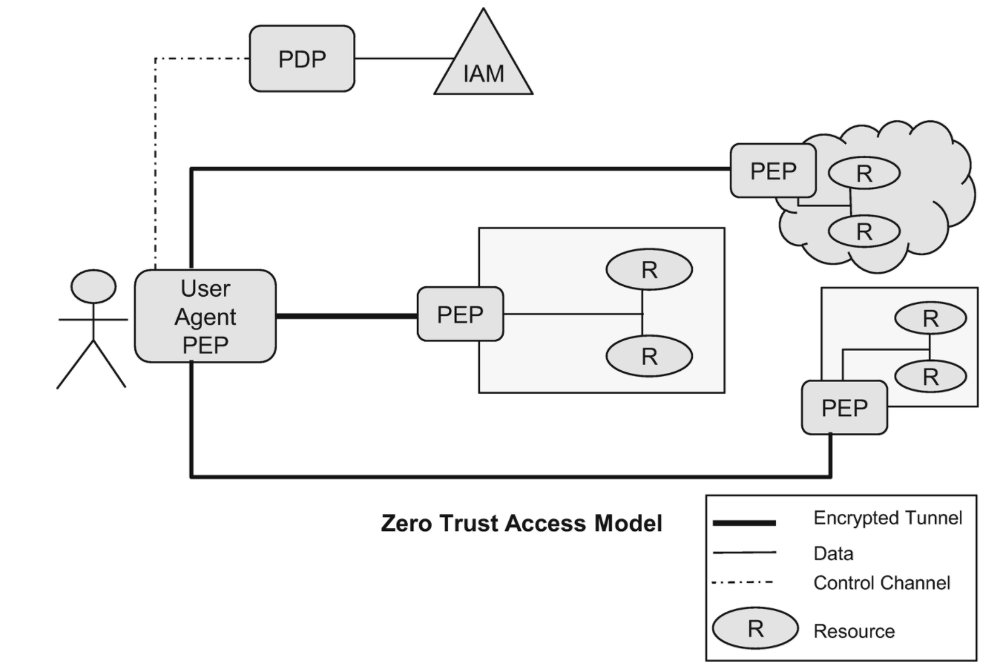 PDP
IAM
PEP
R
R
User
Agent
PEP
PEP
R
R
R
R
PEP
Zero Trust Access Model
Encrypted Tunnel
Data
Control Channel
R
Resource